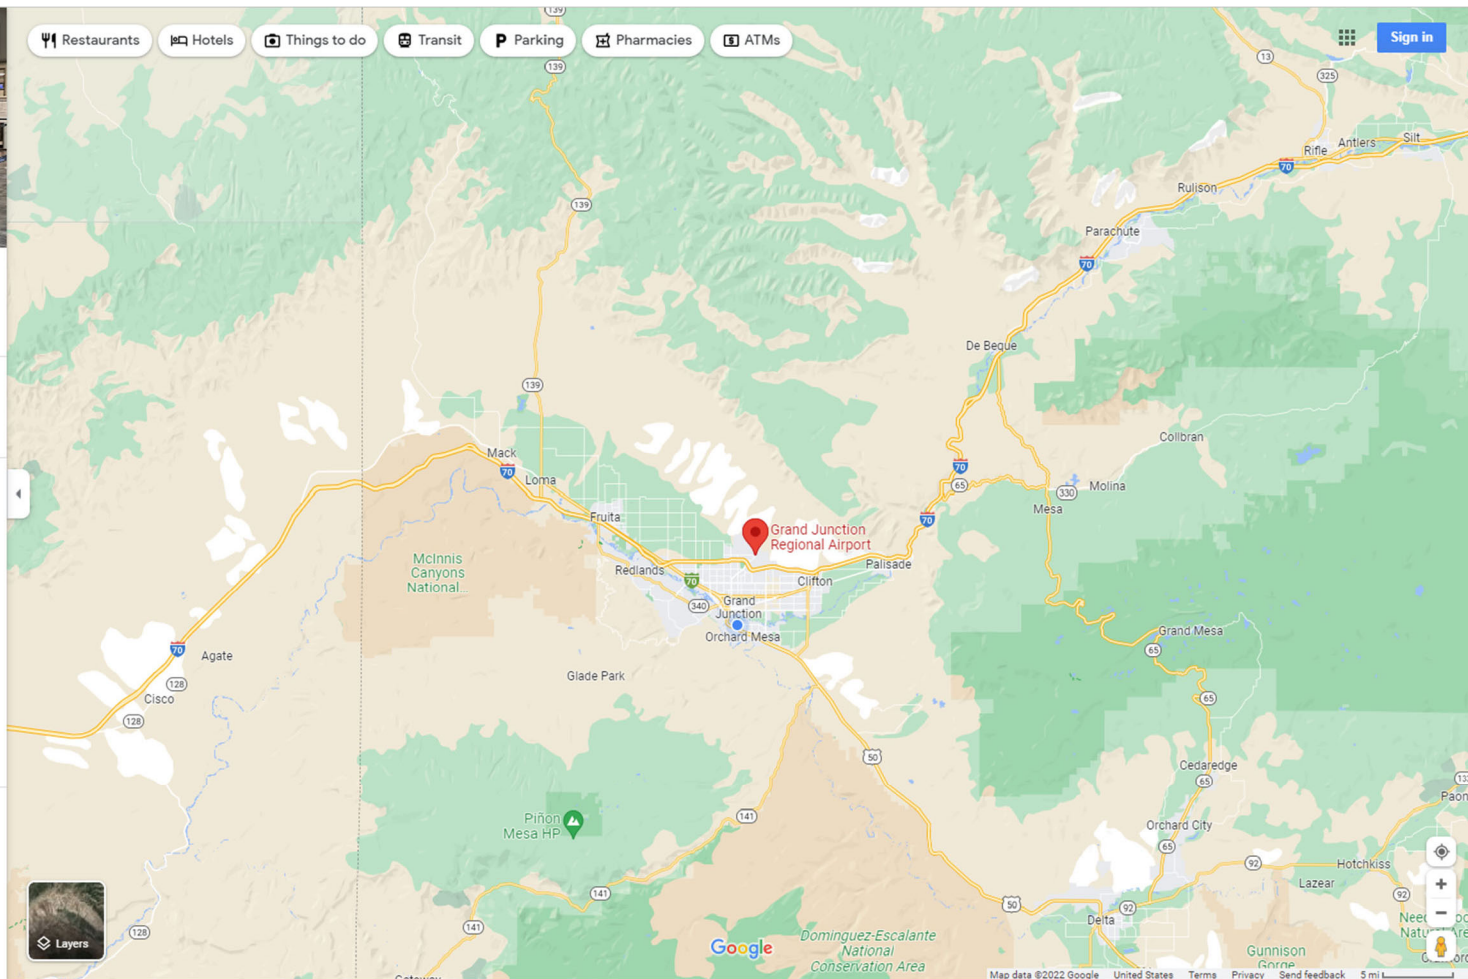 139
Restaurants
Hotels
Things to do
Transit
Parking
Pharmacies
ATMs
Sign in
13
139
325
Silt
Antlers
Rifle
70
Rulison
139
Parachute
70
De Beque
139
Collbran
Mack
70
70
Loma
65
330
Molina
Mesa
Fruita
70
Grand Junction
Regional Airport
Palisade
Redlands
70
Clifton
McInnis
Canyons
National...
340
Grand
Junction
Orchard Mesa
Grand Mesa
65
70
Agate
Glade Park
128
Cisco
65
128
50
Cedaredge
65
133
Paon
Piñon
Mesa HP
141
Orchard City
65
92
Hotchkiss
Lazear
141
92
50
92
Delta
141
128
Layers
Google
Dominguez-Escalante
National
Conservation Area
Gunnison
Gorge
Map data ©2022 Google
United States
Terms
Privacy
Send feedback
5 mi